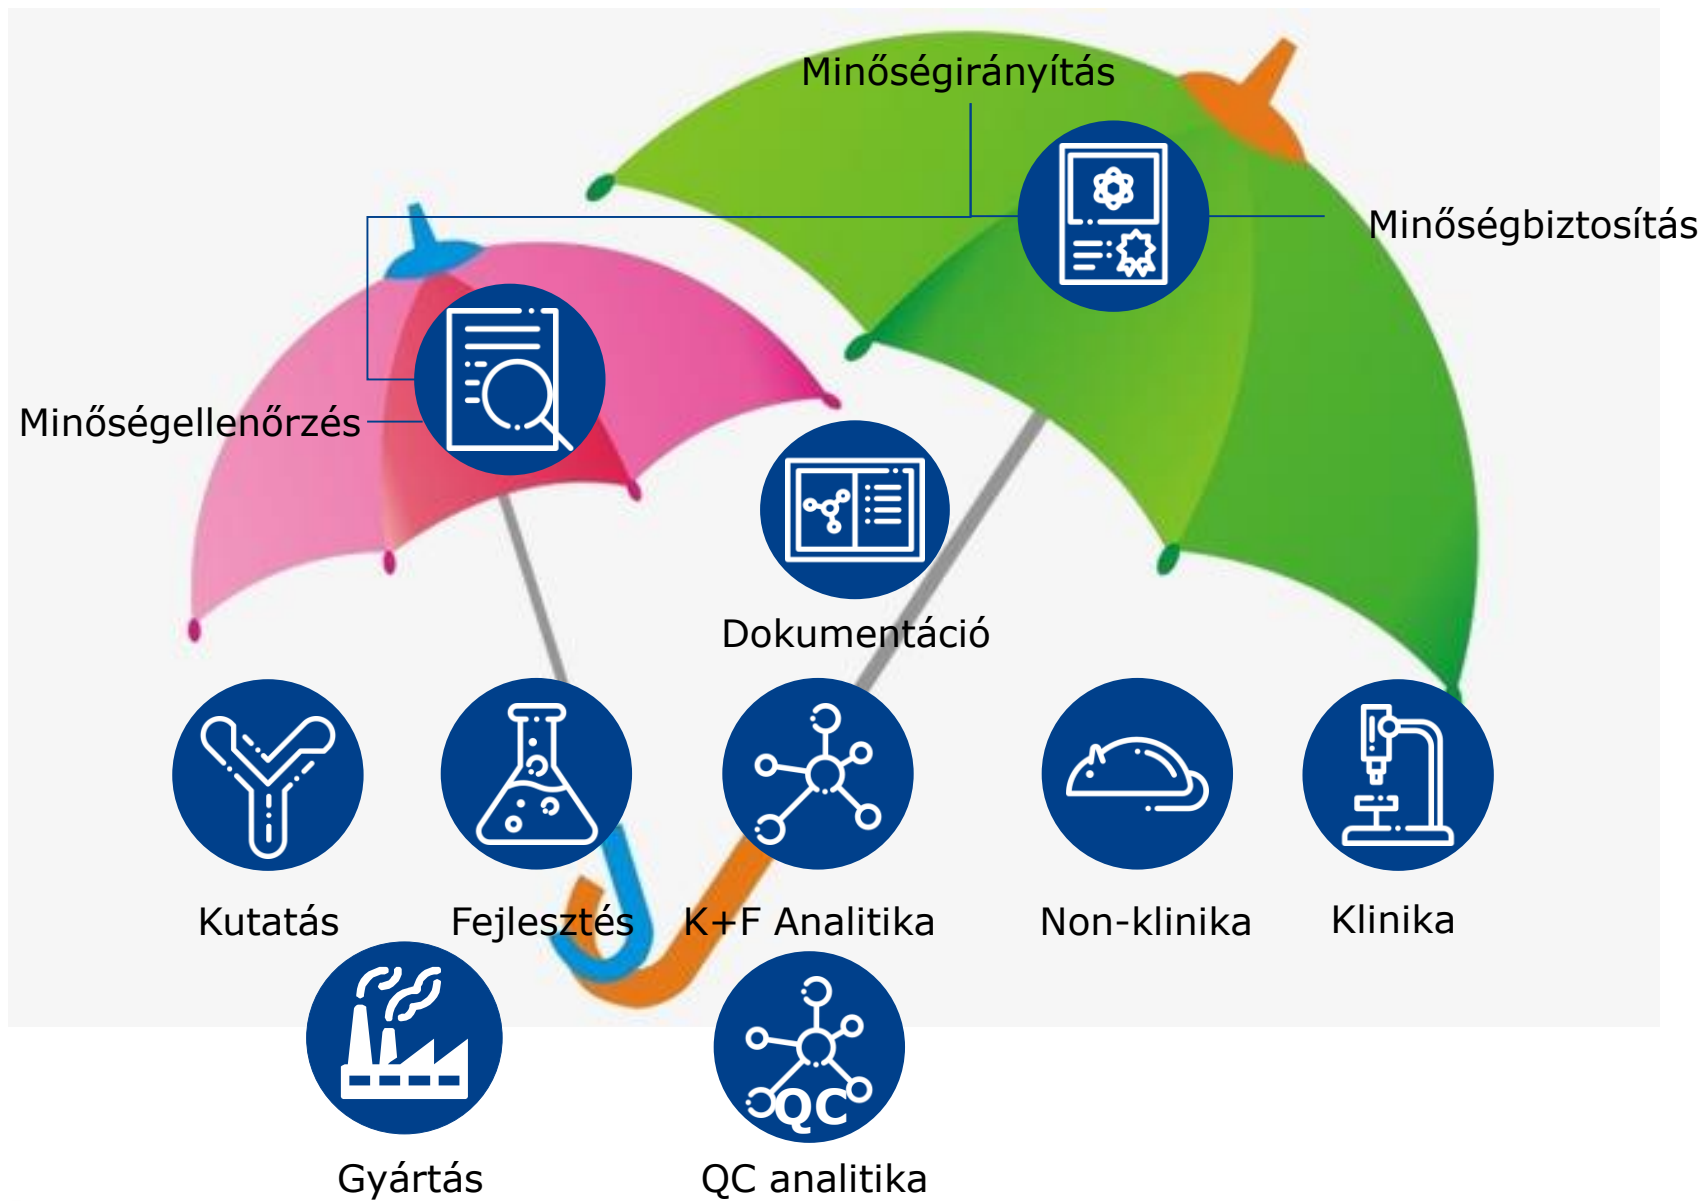 Minőségirányítás
Minőségbiztosítás
Minőségellenőrzés
Dokumentáció
Kutatás
Fejlesztés
K+F Analitika
Non-klinika
Klinika
QC
Gyártás
QC analitika